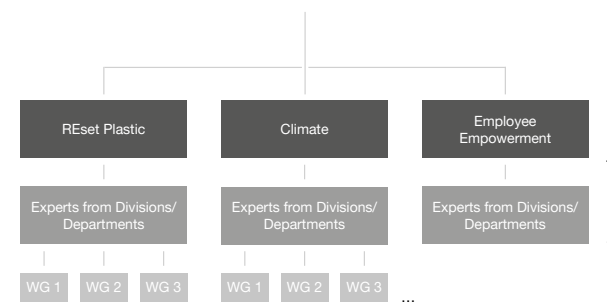 REset Plastic
Climate
Employee
Empowerment
Experts from Divisions/
Departments
Experts from Divisions/
Departments
Experts from Divisions/
Departments
WG 1 WG 2 WG 3
WG 1 WG 2 WG 3 ...